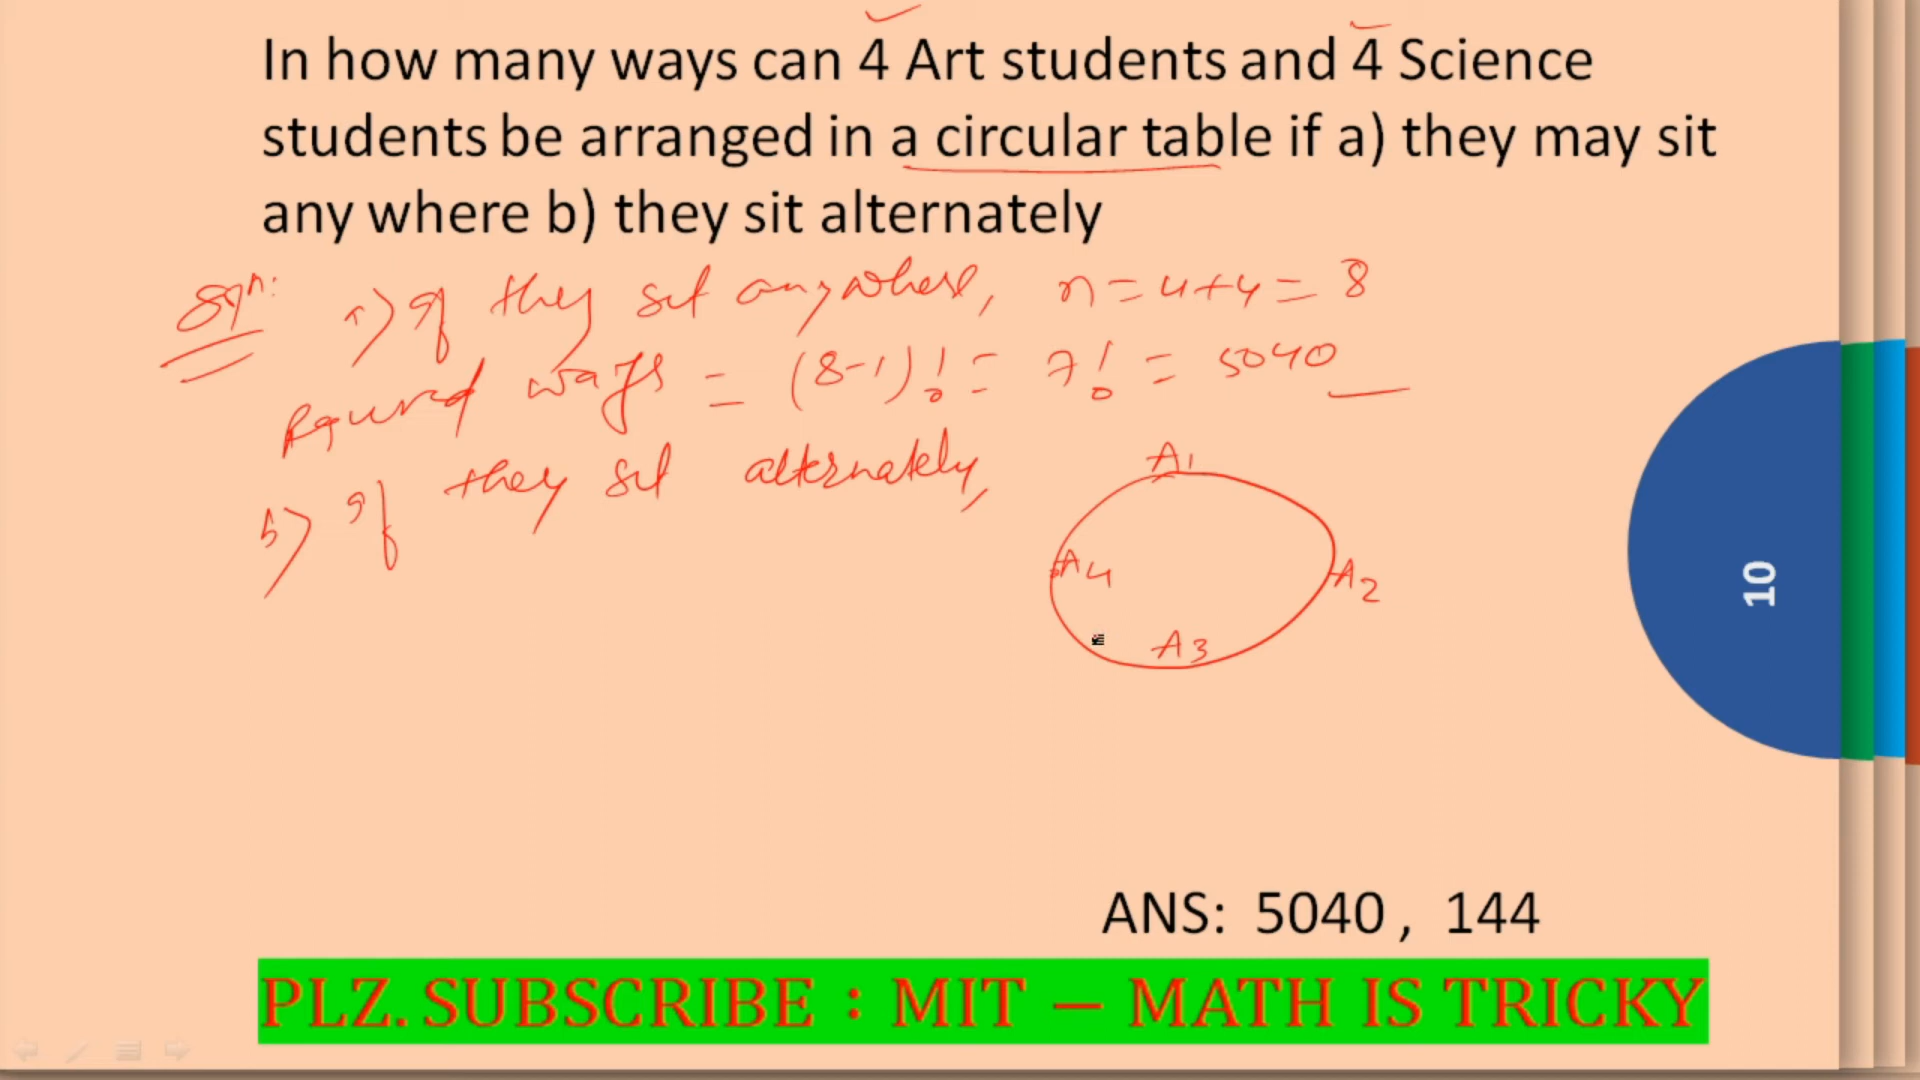 In how many ways can 4 Art students and 4 Science
students be arranged in a circular table if a) they may sit
any where b) they sit alternately
Solⁿ: a) If they sit anywhere, n = 4+4 = 8
Required ways = (8-1)! = 7! = 5040
b) If they sit alternately,
A1
A4
A2
A3
10
ANS: 5040 , 144
PLZ. SUBSCRIBE : MIT – MATH IS TRICKY